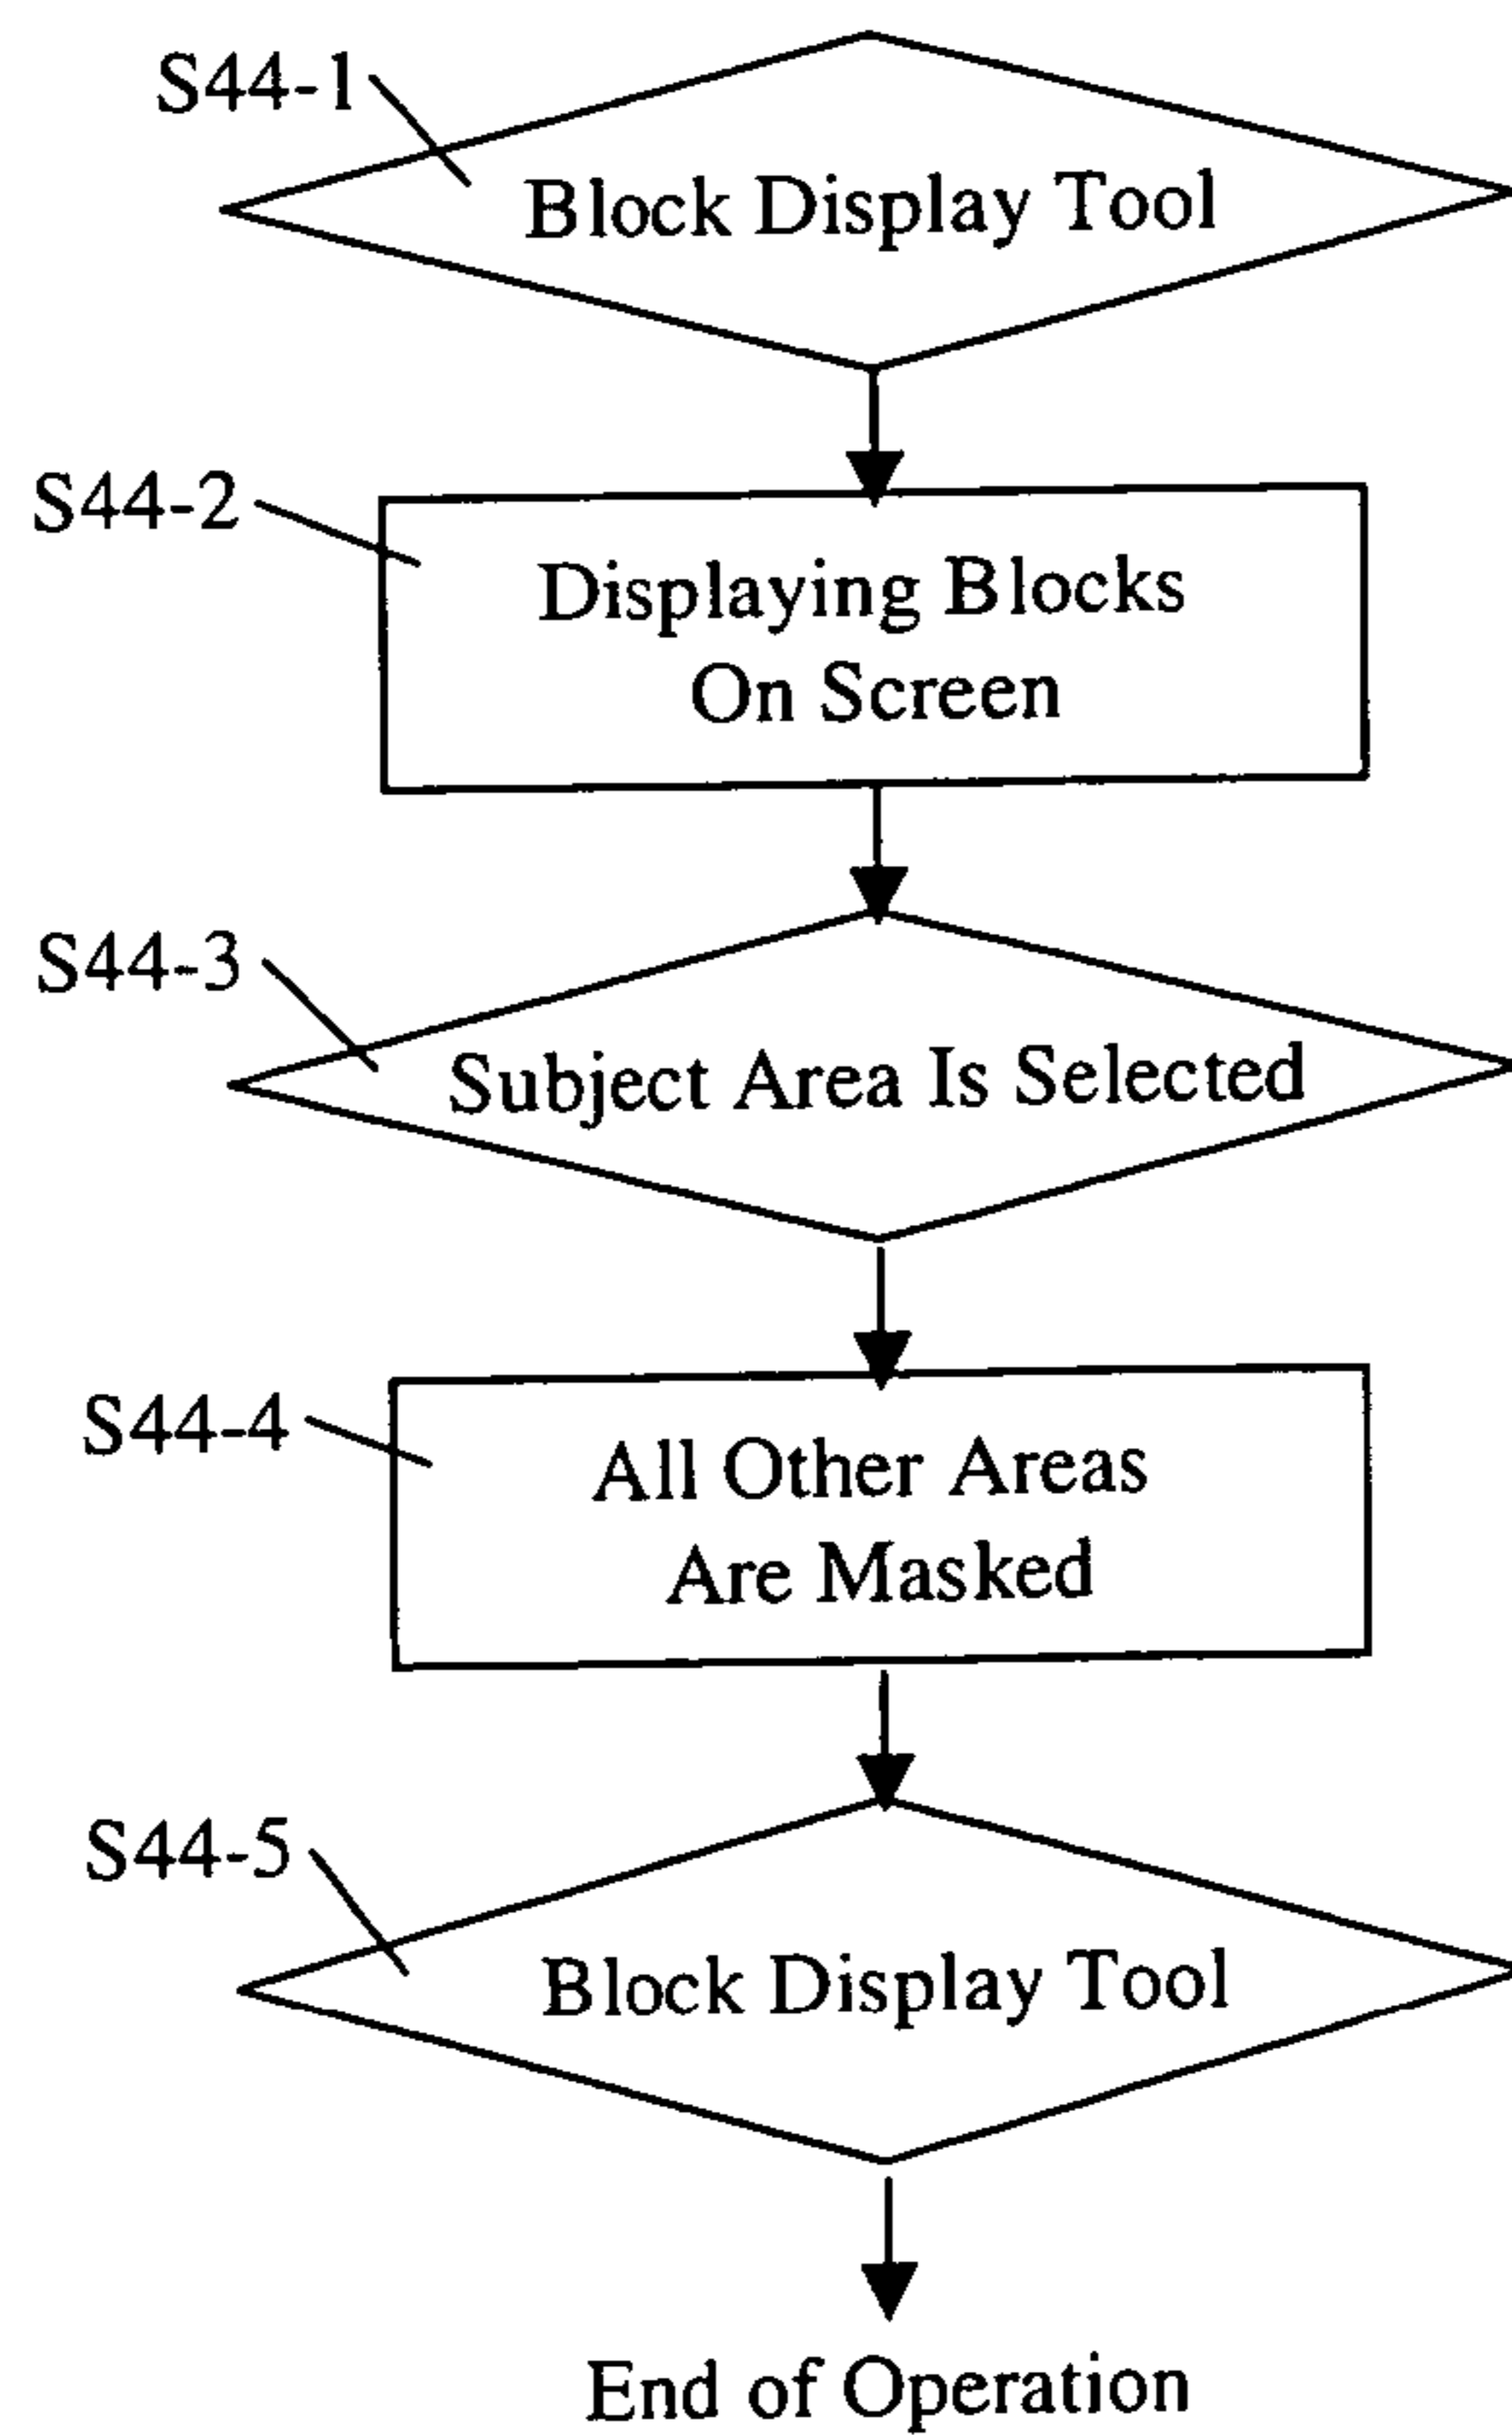 S44-1
Block Display Tool
S44-2
Displaying Blocks
On Screen
S44-3
Subject Area Is Selected
S44-4
All Other Areas
Are Masked
S44-5
Block Display Tool
End of Operation